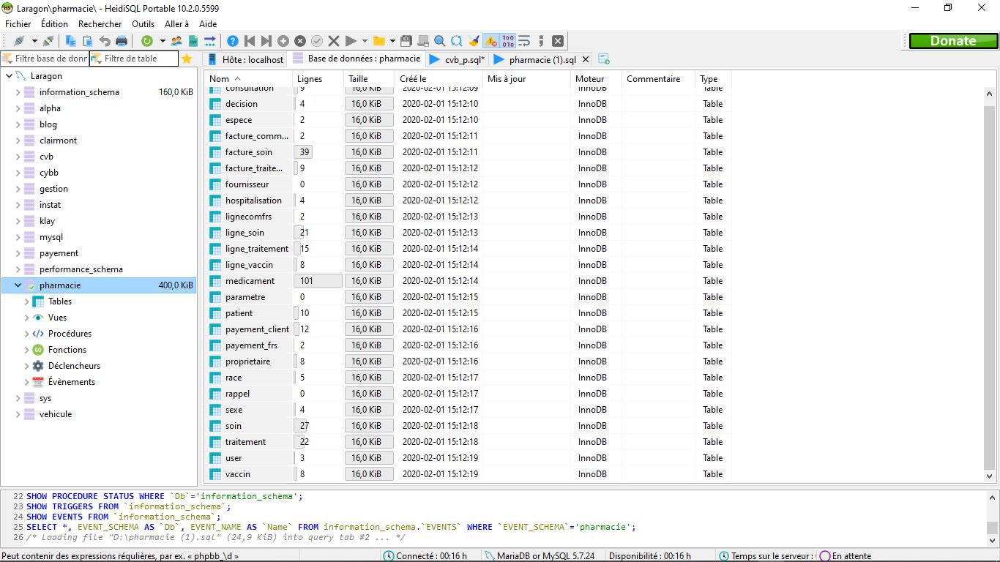 Laragon\pharmacie\ - HeidiSQL Portable 10.2.0.5599
Fichier Édition Rechercher Outils Aller à Aide
Donate
Filtre base de donn Filtre de table Hôte : localhost Base de données : pharmacie cvb_p.sql* pharmacie (1).sql
Laragon
information_schema 160,0 KiB
alpha
blog
clairmont
cvb
cybb
gestion
instat
klay
mysql
payement
performance_schema
pharmacie 400,0 KiB
Tables
Vues
Procédures
Fonctions
Déclencheurs
Évènements
sys
vehicule
Nom Lignes Taille Créé le Mis à jour Moteur Commentaire Type
consultation 9 16,0 KiB 2020-02-01 15:12:09 InnoDB Table
decision 4 16,0 KiB 2020-02-01 15:12:10 InnoDB Table
espece 2 16,0 KiB 2020-02-01 15:12:10 InnoDB Table
facture_comm... 2 16,0 KiB 2020-02-01 15:12:11 InnoDB Table
facture_soin 39 16,0 KiB 2020-02-01 15:12:11 InnoDB Table
facture_traite... 9 16,0 KiB 2020-02-01 15:12:12 InnoDB Table
fournisseur 0 16,0 KiB 2020-02-01 15:12:12 InnoDB Table
hospitalisation 4 16,0 KiB 2020-02-01 15:12:12 InnoDB Table
lignecomfrs 2 16,0 KiB 2020-02-01 15:12:13 InnoDB Table
ligne_soin 21 16,0 KiB 2020-02-01 15:12:13 InnoDB Table
ligne_traitement 15 16,0 KiB 2020-02-01 15:12:14 InnoDB Table
ligne_vaccin 8 16,0 KiB 2020-02-01 15:12:14 InnoDB Table
medicament 101 16,0 KiB 2020-02-01 15:12:14 InnoDB Table
parametre 0 16,0 KiB 2020-02-01 15:12:15 InnoDB Table
patient 10 16,0 KiB 2020-02-01 15:12:15 InnoDB Table
payement_client 12 16,0 KiB 2020-02-01 15:12:16 InnoDB Table
payement_frs 2 16,0 KiB 2020-02-01 15:12:16 InnoDB Table
proprietaire 8 16,0 KiB 2020-02-01 15:12:16 InnoDB Table
race 5 16,0 KiB 2020-02-01 15:12:17 InnoDB Table
rappel 0 16,0 KiB 2020-02-01 15:12:17 InnoDB Table
sexe 4 16,0 KiB 2020-02-01 15:12:17 InnoDB Table
soin 27 16,0 KiB 2020-02-01 15:12:18 InnoDB Table
traitement 22 16,0 KiB 2020-02-01 15:12:18 InnoDB Table
user 3 16,0 KiB 2020-02-01 15:12:19 InnoDB Table
vaccin 8 16,0 KiB 2020-02-01 15:12:19 InnoDB Table
22 SHOW PROCEDURE STATUS WHERE `Db`='information_schema';
23 SHOW TRIGGERS FROM `information_schema`;
24 SHOW EVENTS FROM `information_schema`;
25 SELECT *, EVENT_SCHEMA AS `Db`, EVENT_NAME AS `Name` FROM information_schema.`EVENTS` WHERE `EVENT_SCHEMA`='pharmacie';
26 /* Loading file "D:\pharmacie (1).sql" (24,9 KiB) into query tab #2 ... */
Peut contenir des expressions régulières, par ex. « phpbb_\d » Connecté : 00:16 h MariaDB or MySQL 5.7.24 Disponibilité : 00:16 h Temps sur le serveur : En attente